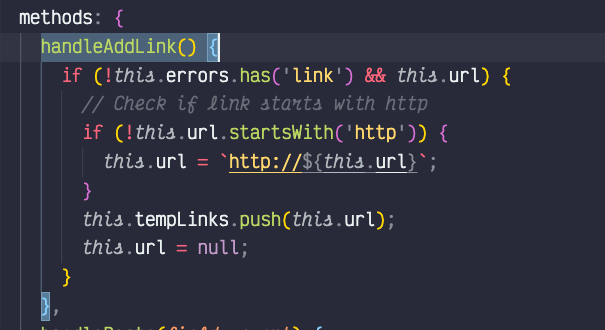 methods: {
handleAddLink() {
if (!this.errors.has('link') && this.url) {
// Check if link starts with http
if (!this.url.startsWith('http')) {
this.url = `http://${this.url}`;
}
this.tempLinks.push(this.url);
this.url = null;
}
},